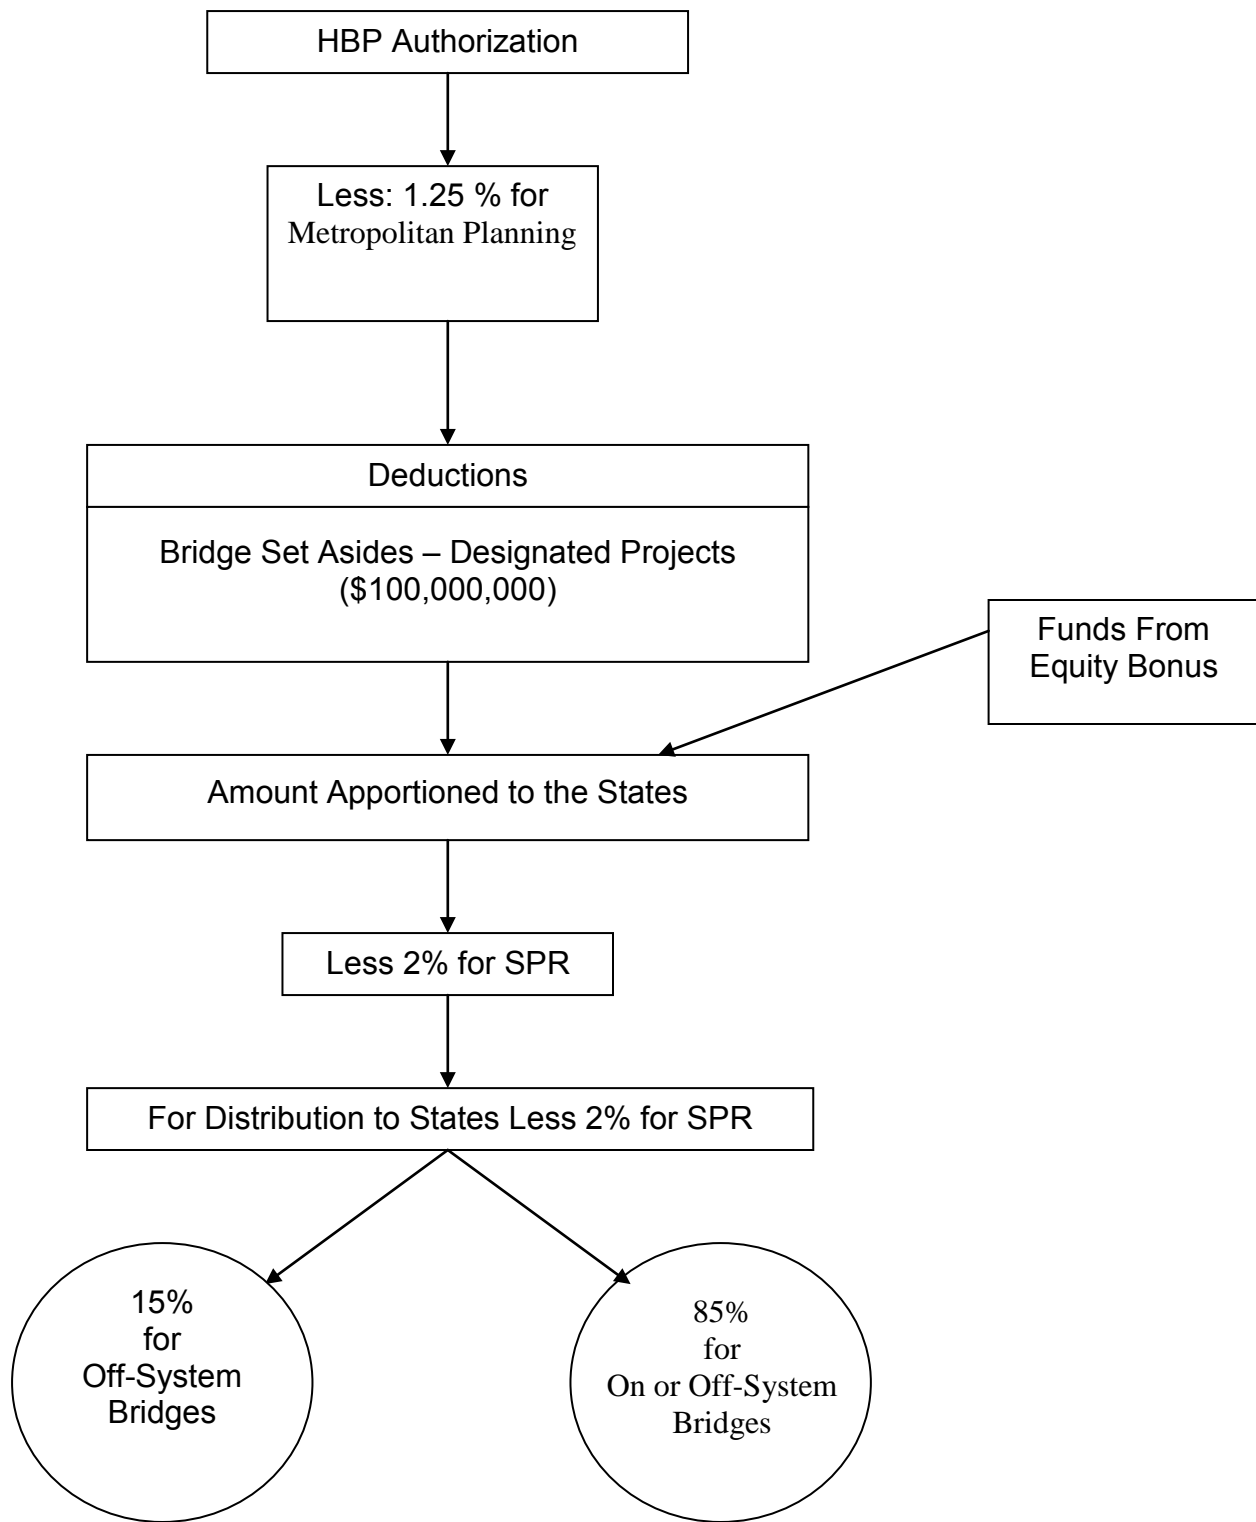 HBP Authorization
Less: 1.25 % for
Metropolitan Planning
Deductions
Bridge Set Asides – Designated Projects
($100,000,000)
Funds From
Equity Bonus
Amount Apportioned to the States
Less 2% for SPR
For Distribution to States Less 2% for SPR
15%
for
Off-System
Bridges
85%
for
On or Off-System
Bridges